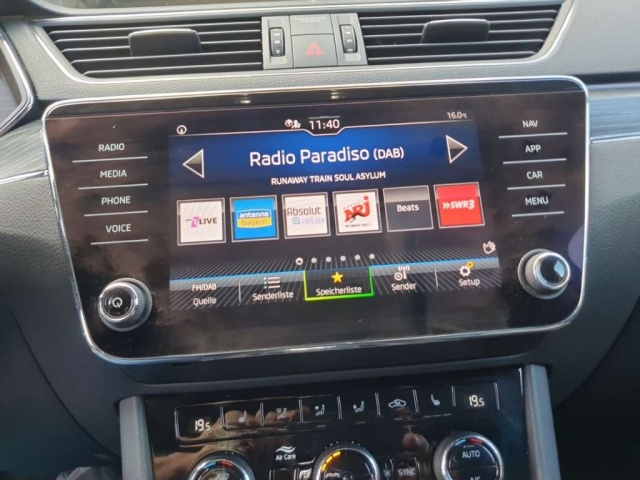 11:40
16.0°C
RADIO
MEDIA
PHONE
VOICE
NAV
APP
CAR
MENU
Radio Paradiso (DAB)
RUNAWAY TRAIN SOUL ASYLUM
LIVE
antenne
bayern
Absolut
relax
NRJ
Beats
SWR3
FM/DAB
Quelle
Senderliste
Speicherliste
Sender
Setup
19.5
19.5
Air Care
AUTO
SYNC
A/C